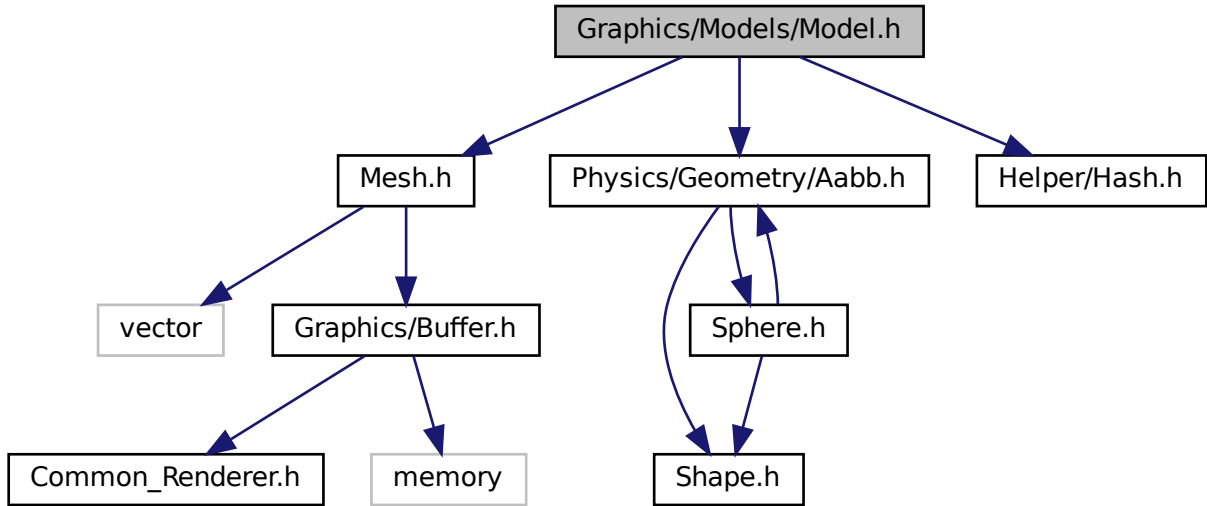 Graphics/Models/Model.h
Mesh.h
Physics/Geometry/Aabb.h
Helper/Hash.h
vector
Graphics/Buffer.h
Sphere.h
Common_Renderer.h
memory
Shape.h